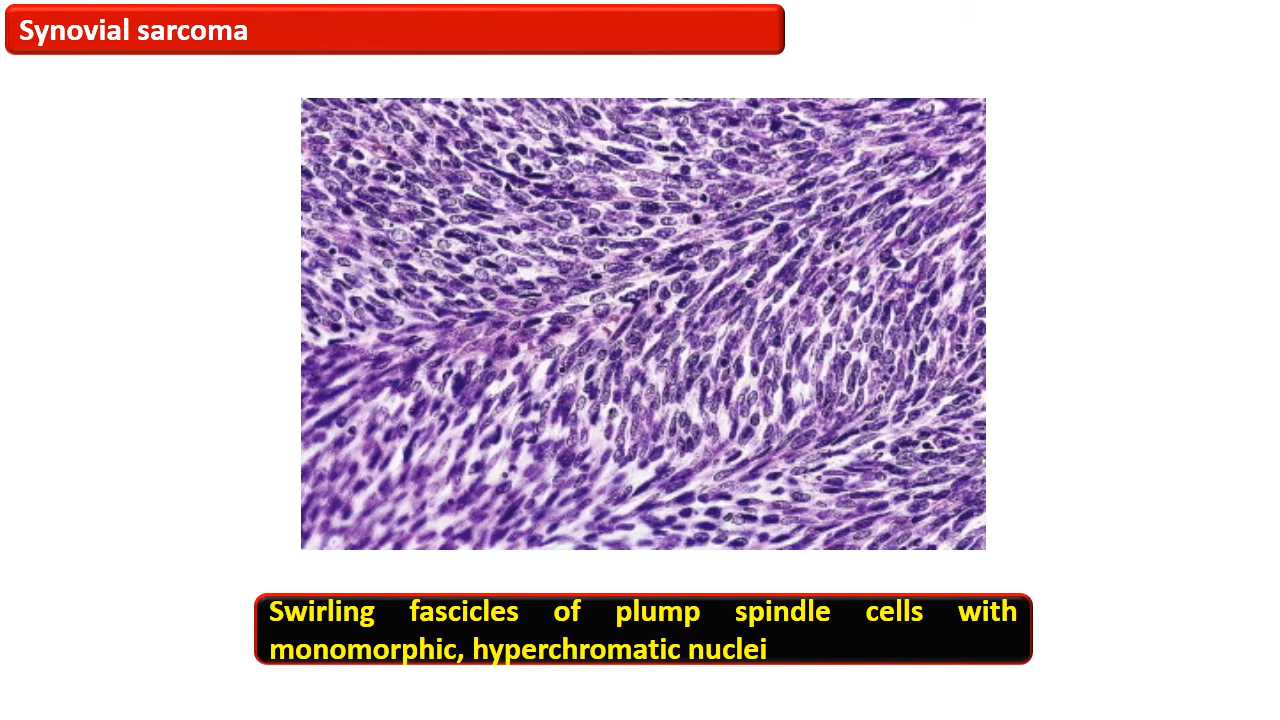 Synovial sarcoma
Swirling fascicles of plump spindle cells with
monomorphic, hyperchromatic nuclei